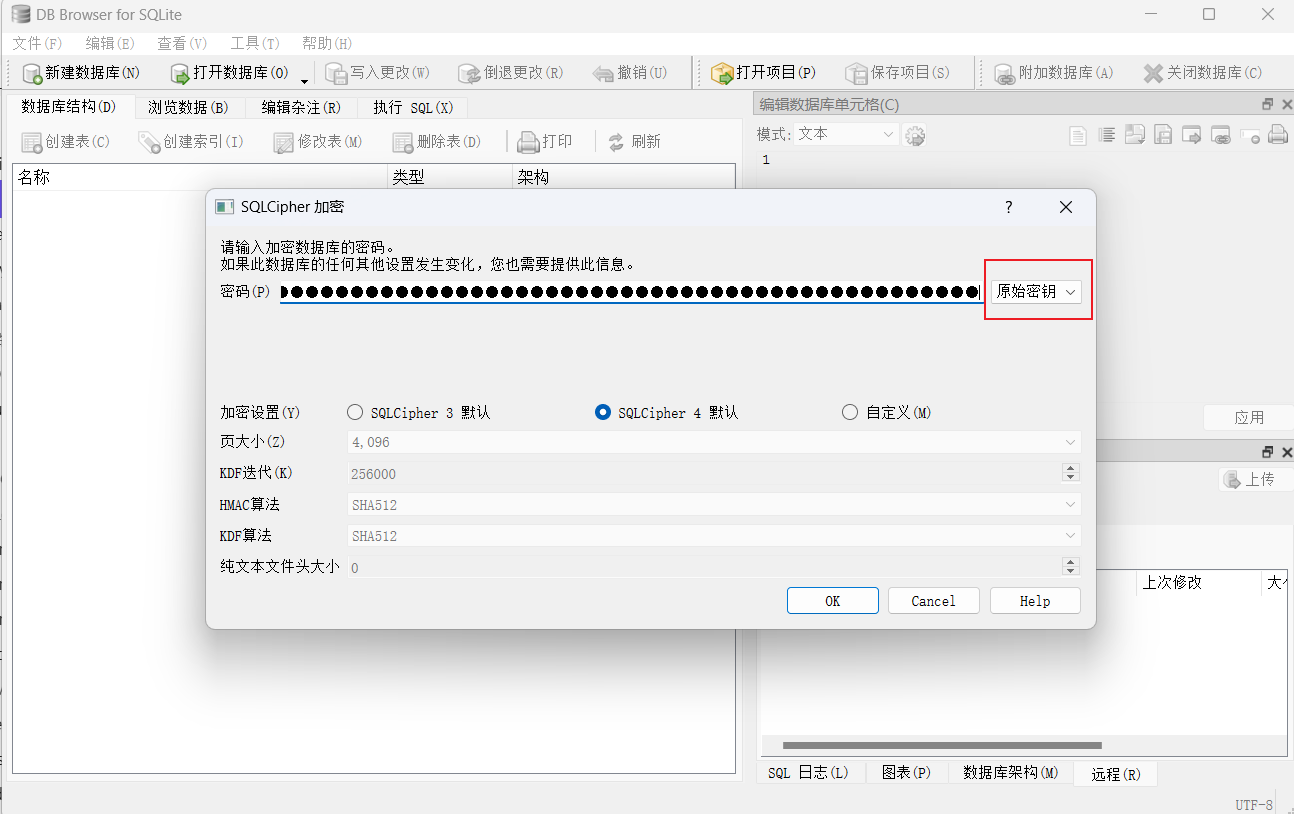 DB Browser for SQLite
文件(F) 编辑(E) 查看(V) 工具(T) 帮助(H)
新建数据库(N) 打开数据库(O) 写入更改(W) 倒退更改(R) 撤销(U) 打开项目(P) 保存项目(S) 附加数据库(A) 关闭数据库(C)
数据库结构(D) 浏览数据(B) 编辑杂注(R) 执行 SQL(X)
编辑数据库单元格(C)
创建表(C) 创建索引(I) 修改表(M) 删除表(D) 打印 刷新
模式: 文本
1
名称 类型 架构
SQLCipher 加密
?
请输入加密数据库的密码。
如果此数据库的任何其他设置发生变化，您也需要提供此信息。
密码(P) 原始密钥
加密设置(Y) SQLCipher 3 默认 SQLCipher 4 默认 自定义(M)
页大小(Z) 4,096
KDF迭代(K) 256000
HMAC算法 SHA512
KDF算法 SHA512
纯文本文件头大小 0
OK Cancel Help
应用
上传
上次修改
SQL 日志(L) 图表(P) 数据库架构(M) 远程(R)
UTF-8